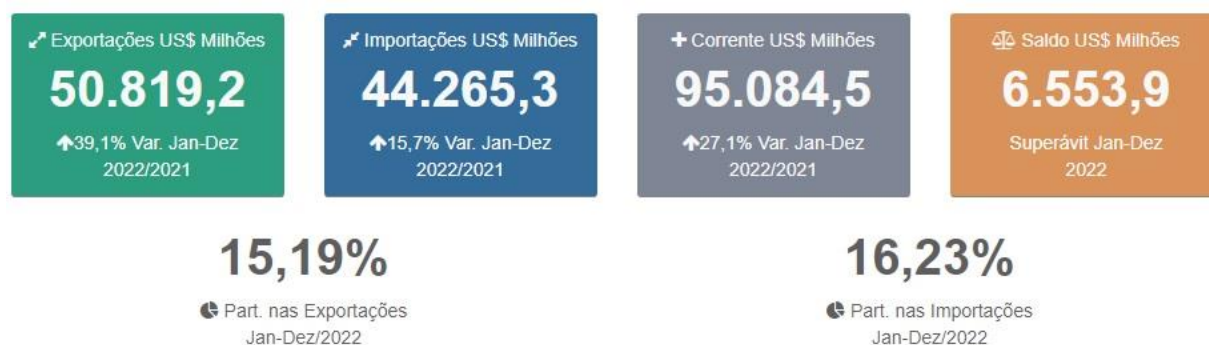 Exportações US$ Milhões
50.819,2
39,1% Var. Jan-Dez
2022/2021
Importações US$ Milhões
44.265,3
15,7% Var. Jan-Dez
2022/2021
Corrente US$ Milhões
95.084,5
27,1% Var. Jan-Dez
2022/2021
Saldo US$ Milhões
6.553,9
Superávit Jan-Dez
2022
15,19%
Part. nas Exportações
Jan-Dez/2022
16,23%
Part. nas Importações
Jan-Dez/2022